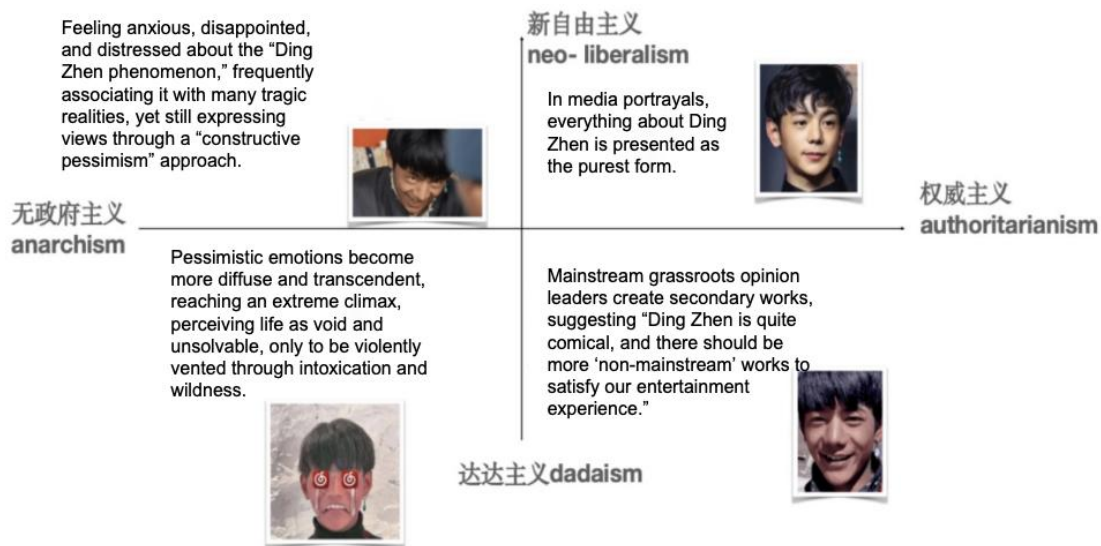 Feeling anxious, disappointed,
and distressed about the “Ding
Zhen phenomenon,” frequently
associating it with many tragic
realities, yet still expressing
views through a “constructive
pessimism” approach.
新自由主义
neo- liberalism
In media portrayals,
everything about Ding
Zhen is presented as
the purest form.
无政府主义
anarchism
权威主义
authoritarianism
Pessimistic emotions become
more diffuse and transcendent,
reaching an extreme climax,
perceiving life as void and
unsolvable, only to be violently
vented through intoxication and
wildness.
Mainstream grassroots opinion
leaders create secondary works,
suggesting “Ding Zhen is quite
comical, and there should be
more ‘non-mainstream’ works to
satisfy our entertainment
experience.”
达达主义dadaism